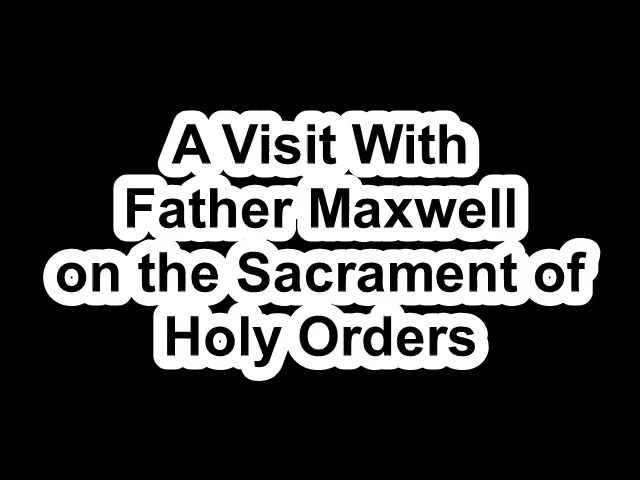 A Visit With
Father Maxwell
on the Sacrament of
Holy Orders